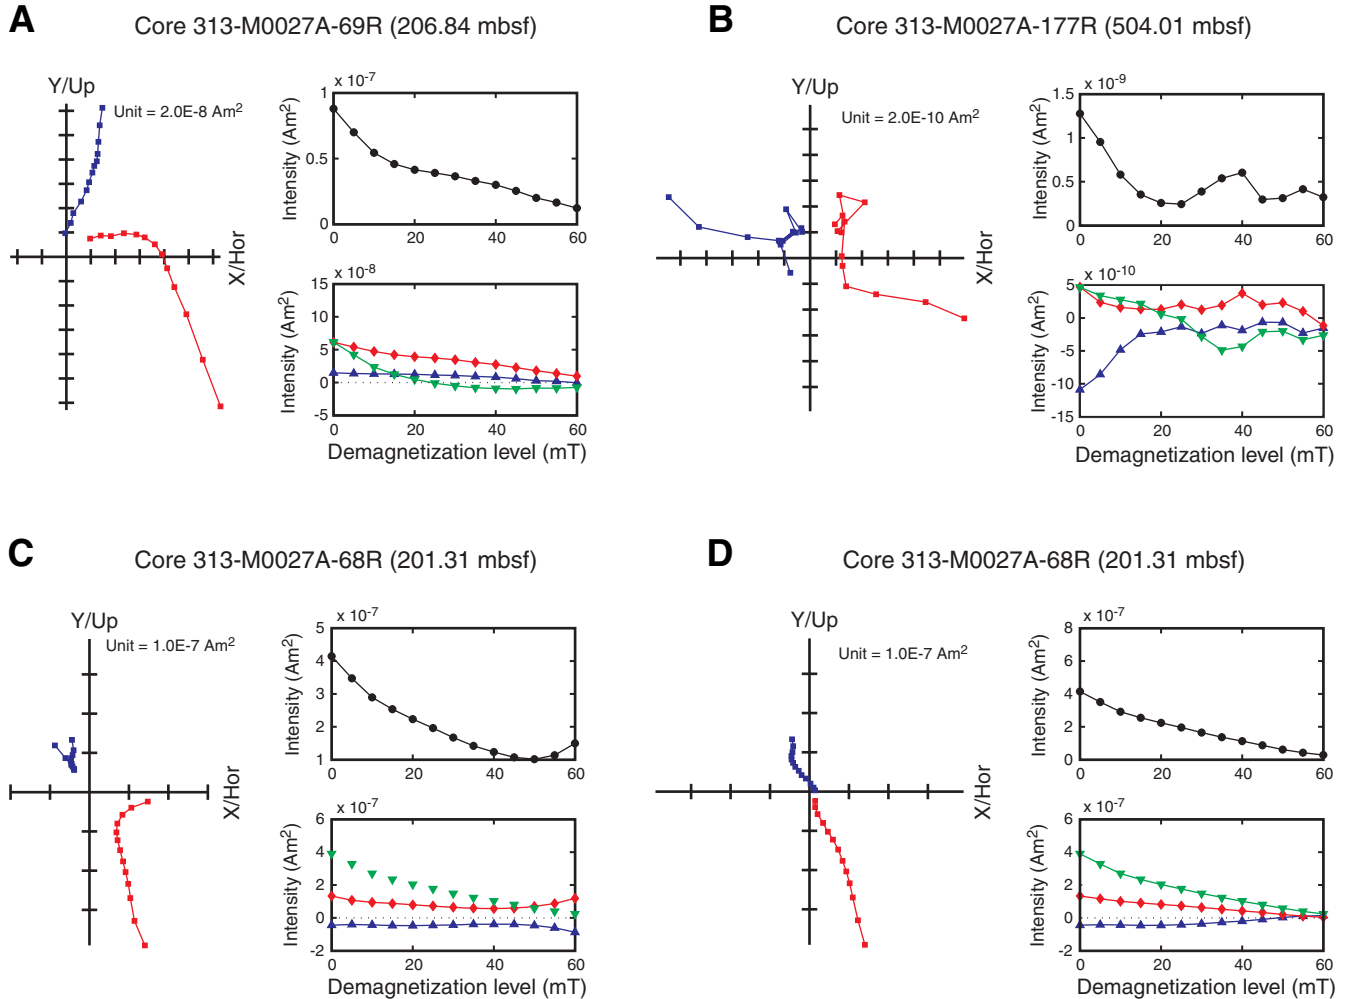 A
Core 313-M0027A-69R (206.84 mbsf)
Y/Up
Unit = 2.0E-8 Am2
X/Hor
x 10-7
Intensity (Am2)
1
0.5
0
0 20 40 60
x 10-8
Intensity (Am2)
15
10
5
0
-5
0 20 40 60
Demagnetization level (mT)
B
Core 313-M0027A-177R (504.01 mbsf)
Y/Up
Unit = 2.0E-10 Am2
X/Hor
x 10-9
Intensity (Am2)
1.5
1
0.5
0
0 20 40 60
x 10-10
Intensity (Am2)
5
0
-5
-10
-15
0 20 40 60
Demagnetization level (mT)
C
Core 313-M0027A-68R (201.31 mbsf)
Y/Up
Unit = 1.0E-7 Am2
X/Hor
x 10-7
Intensity (Am2)
5
4
3
2
1
0 20 40 60
x 10-7
Intensity (Am2)
6
4
2
0
-2
0 20 40 60
Demagnetization level (mT)
D
Core 313-M0027A-68R (201.31 mbsf)
Y/Up
Unit = 1.0E-7 Am2
X/Hor
x 10-7
Intensity (Am2)
8
6
4
2
0
0 20 40 60
x 10-7
Intensity (Am2)
6
4
2
0
-2
0 20 40 60
Demagnetization level (mT)